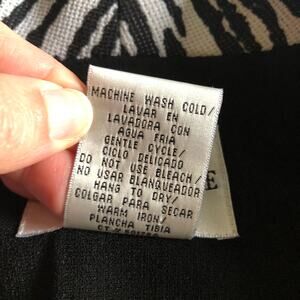 MACHINE WASH COLD/
LAVAR EN
LAVADORA CON
AGUA FRIA
GENTLE CYCLE/
CICLO DELICADO
DO NOT USE BLEACH/
NO USAR BLANQUEADOR
HANG TO DRY/
COLGAR PARA SECAR
WARM IRON/
PLANCHA TIBIA
E